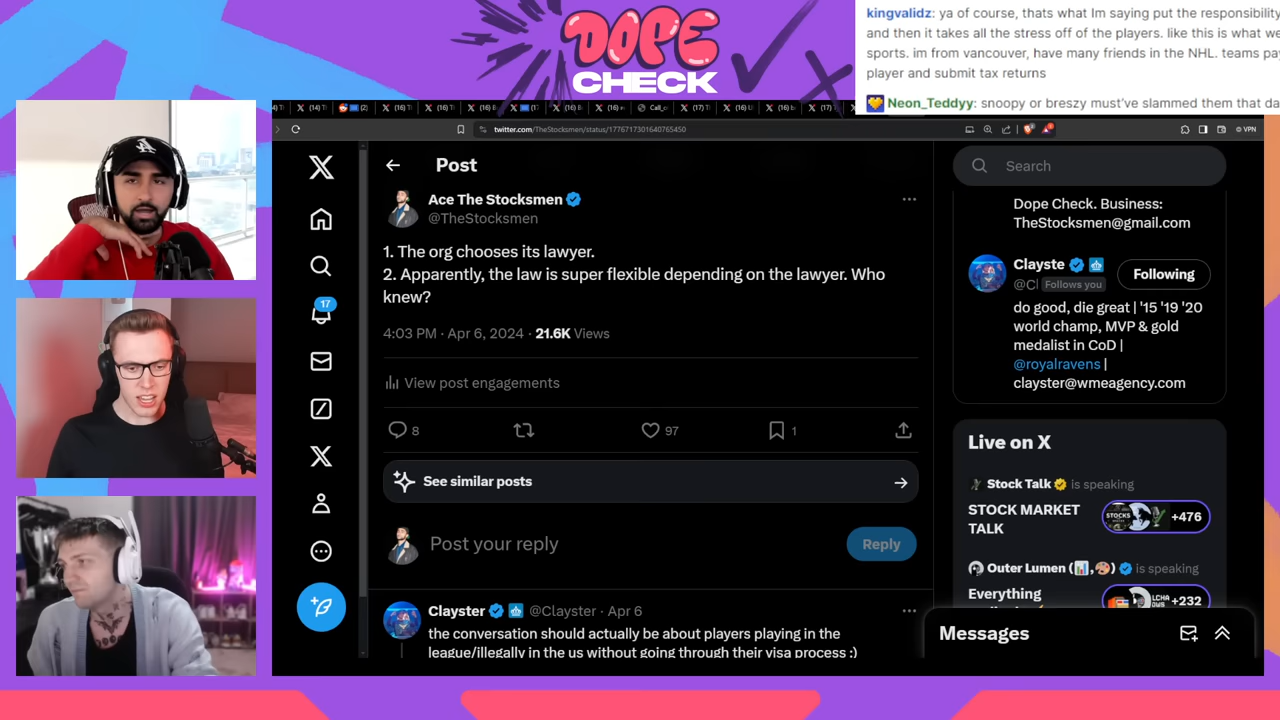 DOPE
CHECK
kingvalidz: ya of course, thats what Im saying put the responsibility
and then it takes all the stress off of the players. like this is what we
sports. im from vancouver, have many friends in the NHL. teams pa
player and submit tax returns
Neon_Teddyy: snoopy or breszy must've slammed them that da
twitter.com/TheStocksmen/status/1776717301640765450
VPN
Post
Search
Ace The Stocksmen
@TheStocksmen
1. The org chooses its lawyer.
2. Apparently, the law is super flexible depending on the lawyer. Who
knew?
4:03 PM · Apr 6, 2024 · 21.6K Views
View post engagements
8
97
1
See similar posts
Post your reply
Reply
Clayster @Clayster · Apr 6
the conversation should actually be about players playing in the
league/illegally in the us without going through their visa process :)
17
Dope Check. Business:
TheStocksmen@gmail.com
Clayste
@Cl Follows you
Following
do good, die great | '15 '19 '20
world champ, MVP & gold
medalist in CoD |
@royalravens |
clayster@wmeagency.com
Live on X
Stock Talk is speaking
STOCK MARKET
TALK
+476
Outer Lumen is speaking
Everything
+232
Messages